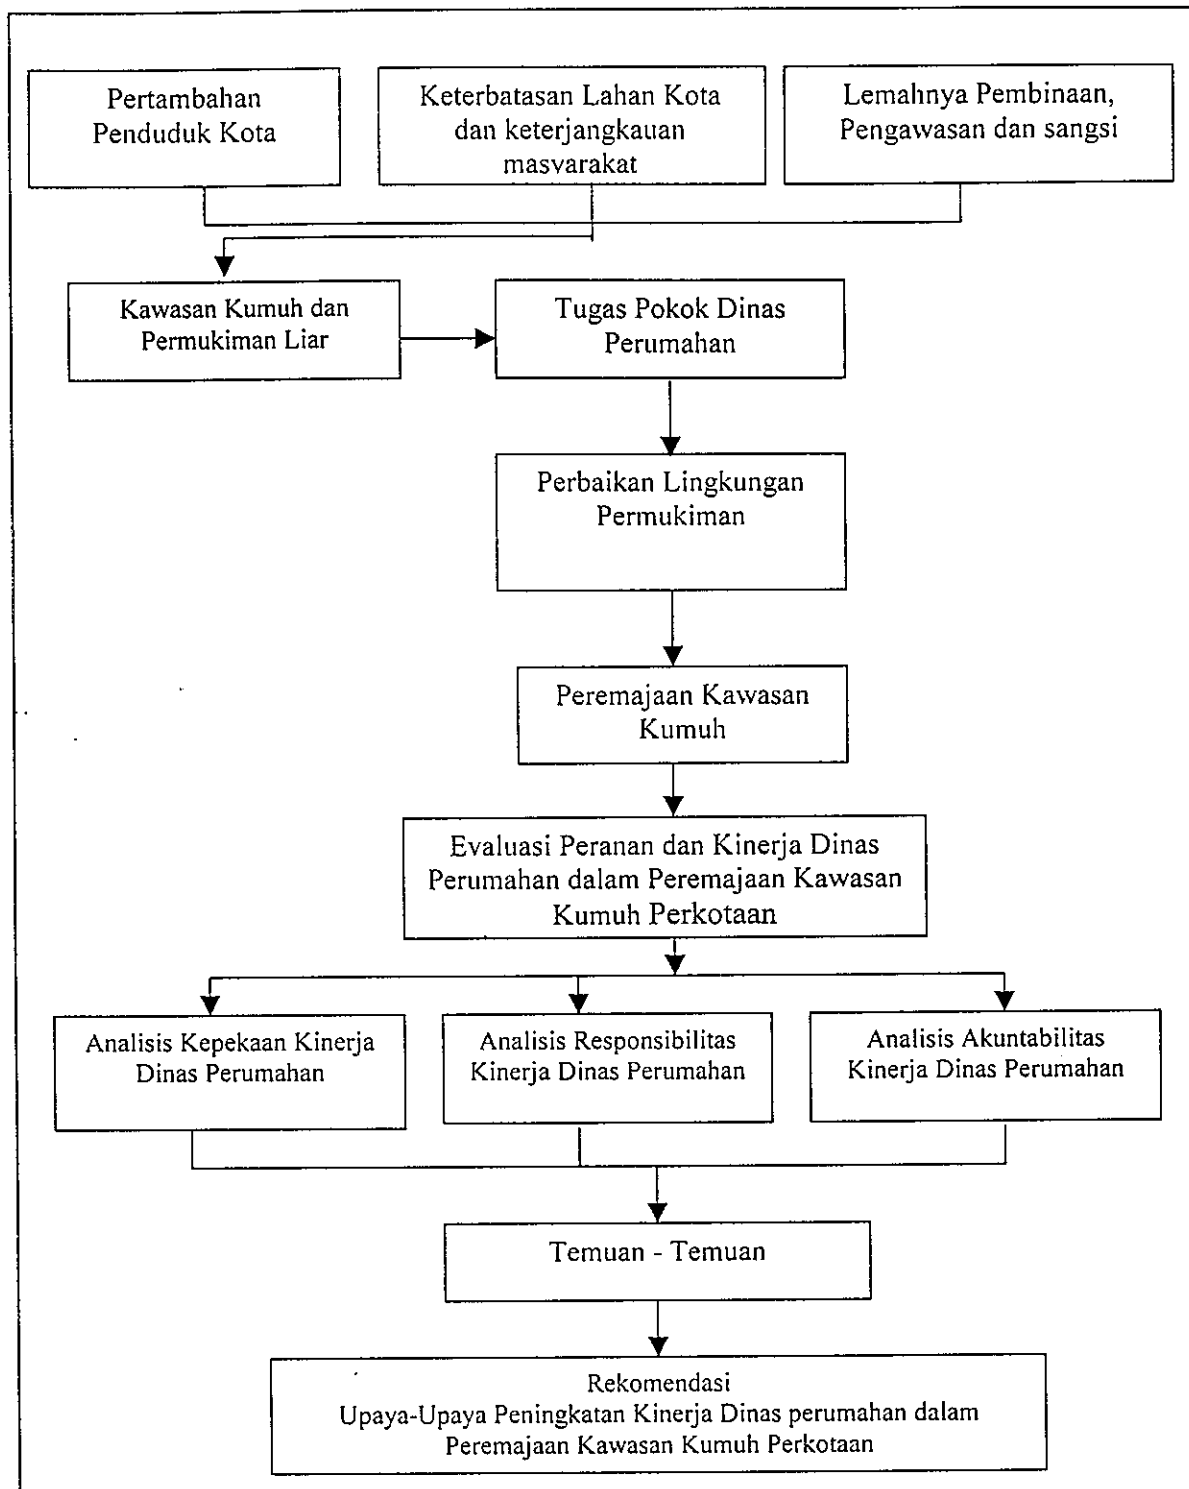 Pertambahan
Penduduk Kota
Keterbatasan Lahan Kota
dan keterjangkauan
masyarakat
Lemahnya Pembinaan,
Pengawasan dan sangsi
Kawasan Kumuh dan
Permukiman Liar
Tugas Pokok Dinas
Perumahan
Perbaikan Lingkungan
Permukiman
Peremajaan Kawasan
Kumuh
Evaluasi Peranan dan Kinerja Dinas
Perumahan dalam Peremajaan Kawasan
Kumuh Perkotaan
Analisis Kepekaan Kinerja
Dinas Perumahan
Analisis Responsibilitas
Kinerja Dinas Perumahan
Analisis Akuntabilitas
Kinerja Dinas Perumahan
Temuan - Temuan
Rekomendasi
Upaya-Upaya Peningkatan Kinerja Dinas perumahan dalam
Peremajaan Kawasan Kumuh Perkotaan